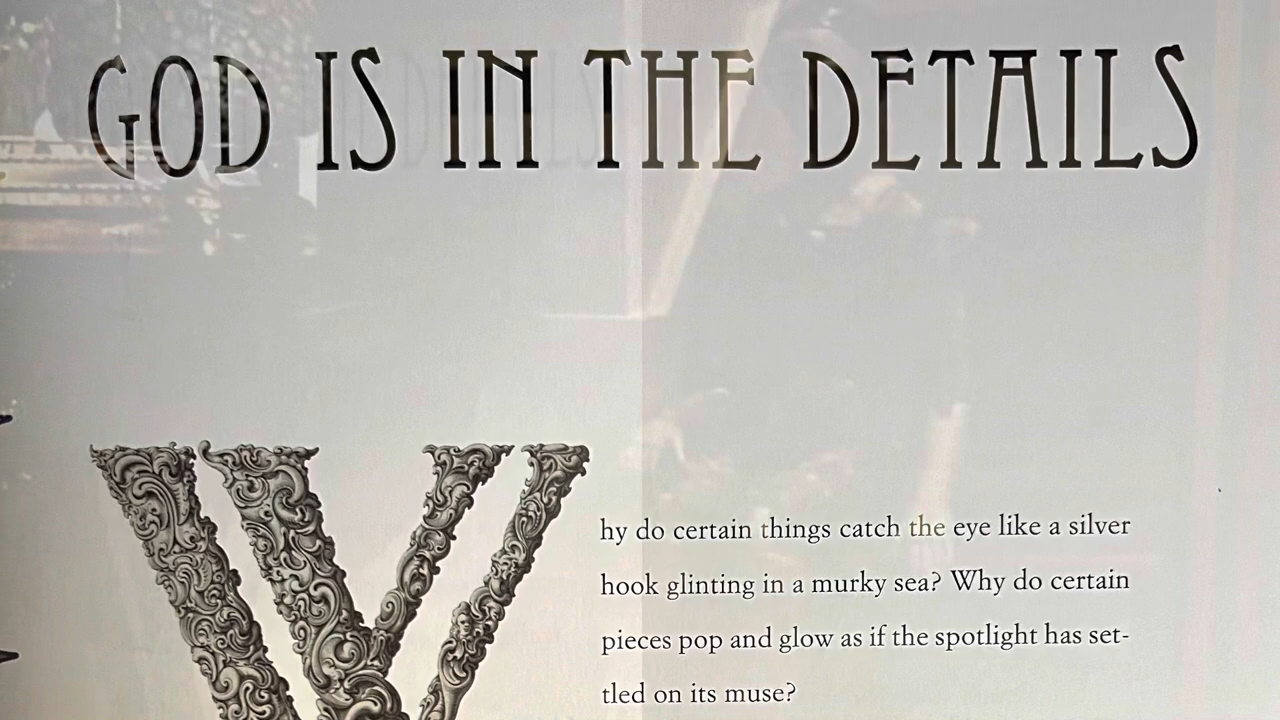 GOD IS IN THE DETAILS
Why do certain things catch the eye like a silver
hook glinting in a murky sea? Why do certain
pieces pop and glow as if the spotlight has set-
tled on its muse?